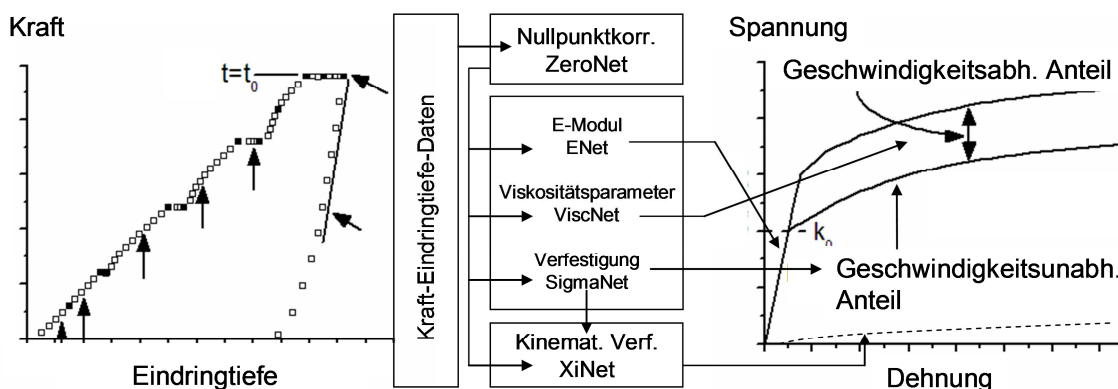 Kraft
t=t₀
Eindringtiefe
Kraft-Eindringtiefe-Daten
Nullpunktkorr.
ZeroNet
E-Modul
ENet
Viskositätsparameter
ViscNet
Verfestigung
SigmaNet
Kinemat. Verf.
XiNet
Spannung
Geschwindigkeitsabh. Anteil
k₀
Geschwindigkeitsunabh.
Anteil
Dehnung